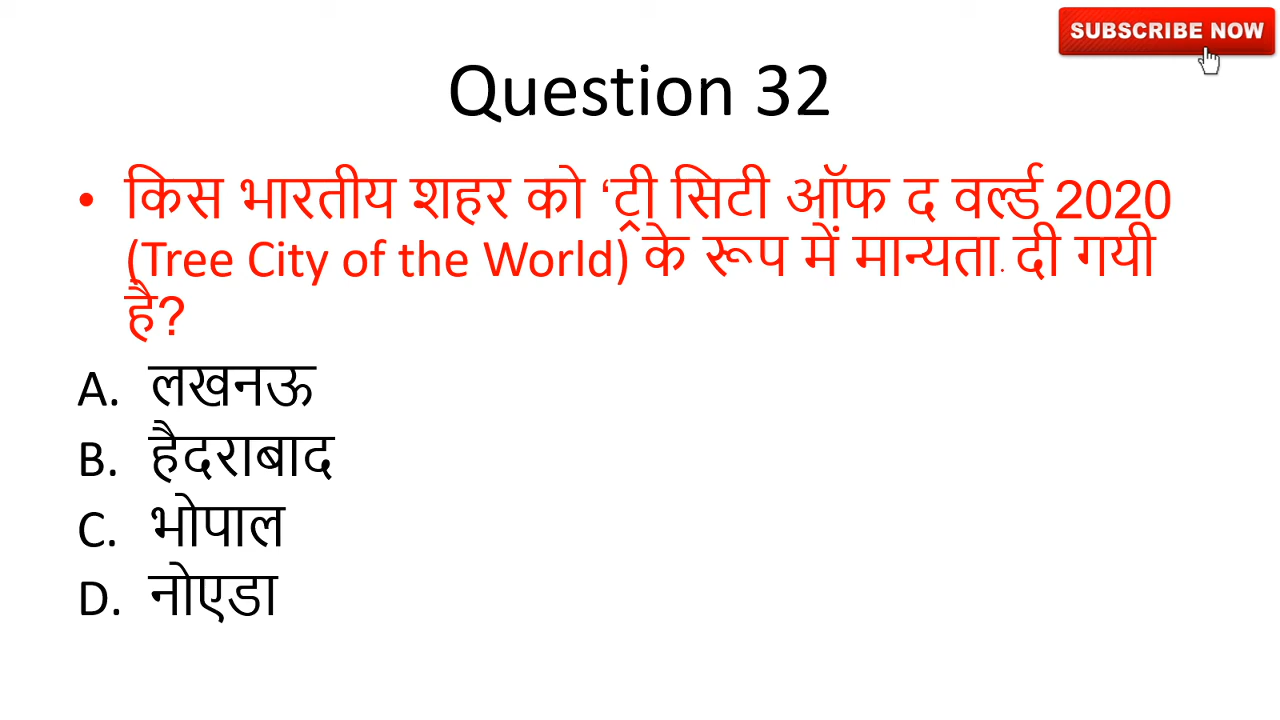 SUBSCRIBE NOW
Question 32
• किस भारतीय शहर को ‘ट्री सिटी ऑफ द वर्ल्ड 2020
(Tree City of the World) के रूप में मान्यता दी गयी
है?
A. लखनऊ
B. हैदराबाद
C. भोपाल
D. नोएडा